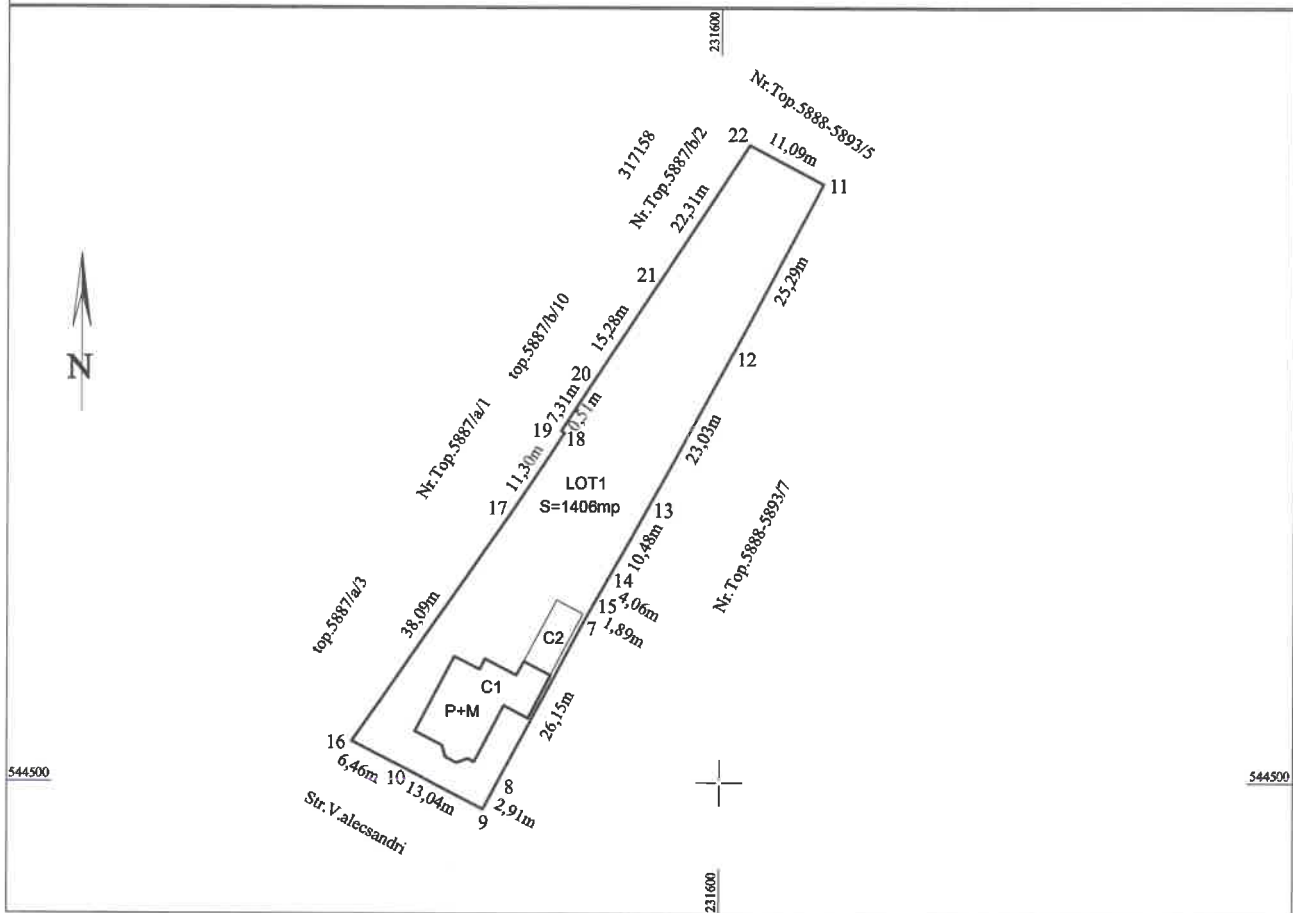 231600
Nr.Top.5888-5893/5
22
11,09m
11
317158
Nr.Top.5887/b/2
22,31m
21
25,29m
top.5887/b/10
15,28m
12
N
20
7,31m
0,51m
19
18
Nr.Top.5887/a/1
11,30m
23,03m
17
LOT1
S=1406mp
13
Nr.Top.5888-5893/7
10,48m
14
4,06m
15
1,89m
7
top.5887/a/3
38,09m
C2
C1
P+M
26,15m
16
6,46m
10
13,04m
8
2,91m
9
Str.V.alecsandri
544500
544500
231600